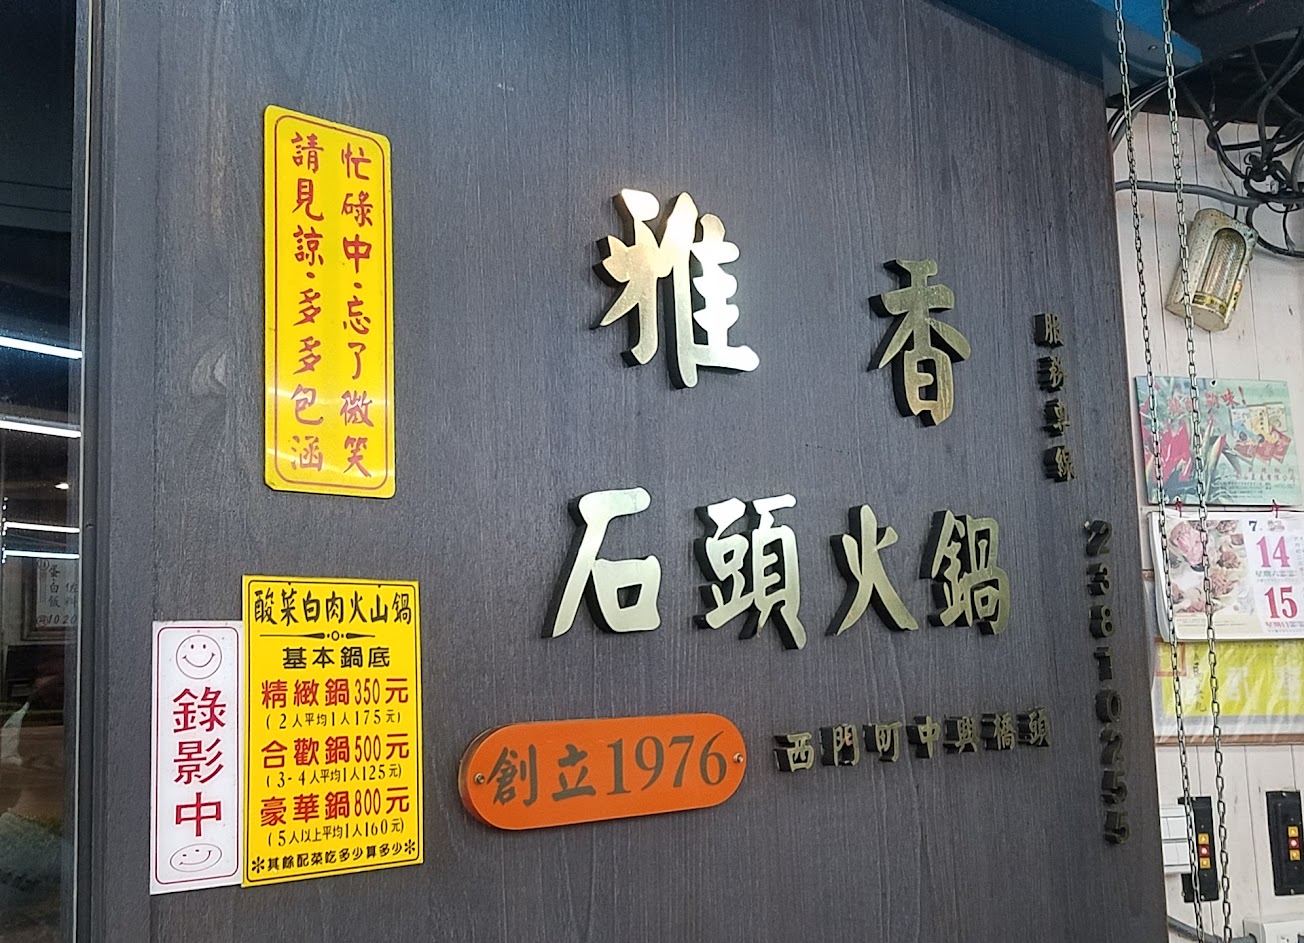 忙碌中·忘了微笑
請見諒·多多包涵
雅香
石頭火鍋
服務專線
23810255
創立1976
西門町中興橋頭
酸菜白肉火山鍋
基本鍋底
精緻鍋350元
(2人平均1人175元)
合歡鍋500元
(3-4人平均1人125元)
豪華鍋800元
(5人以上平均1人160元)
*其餘配菜吃多少算多少*
錄影中
蛋白飯
1020
7
14
15